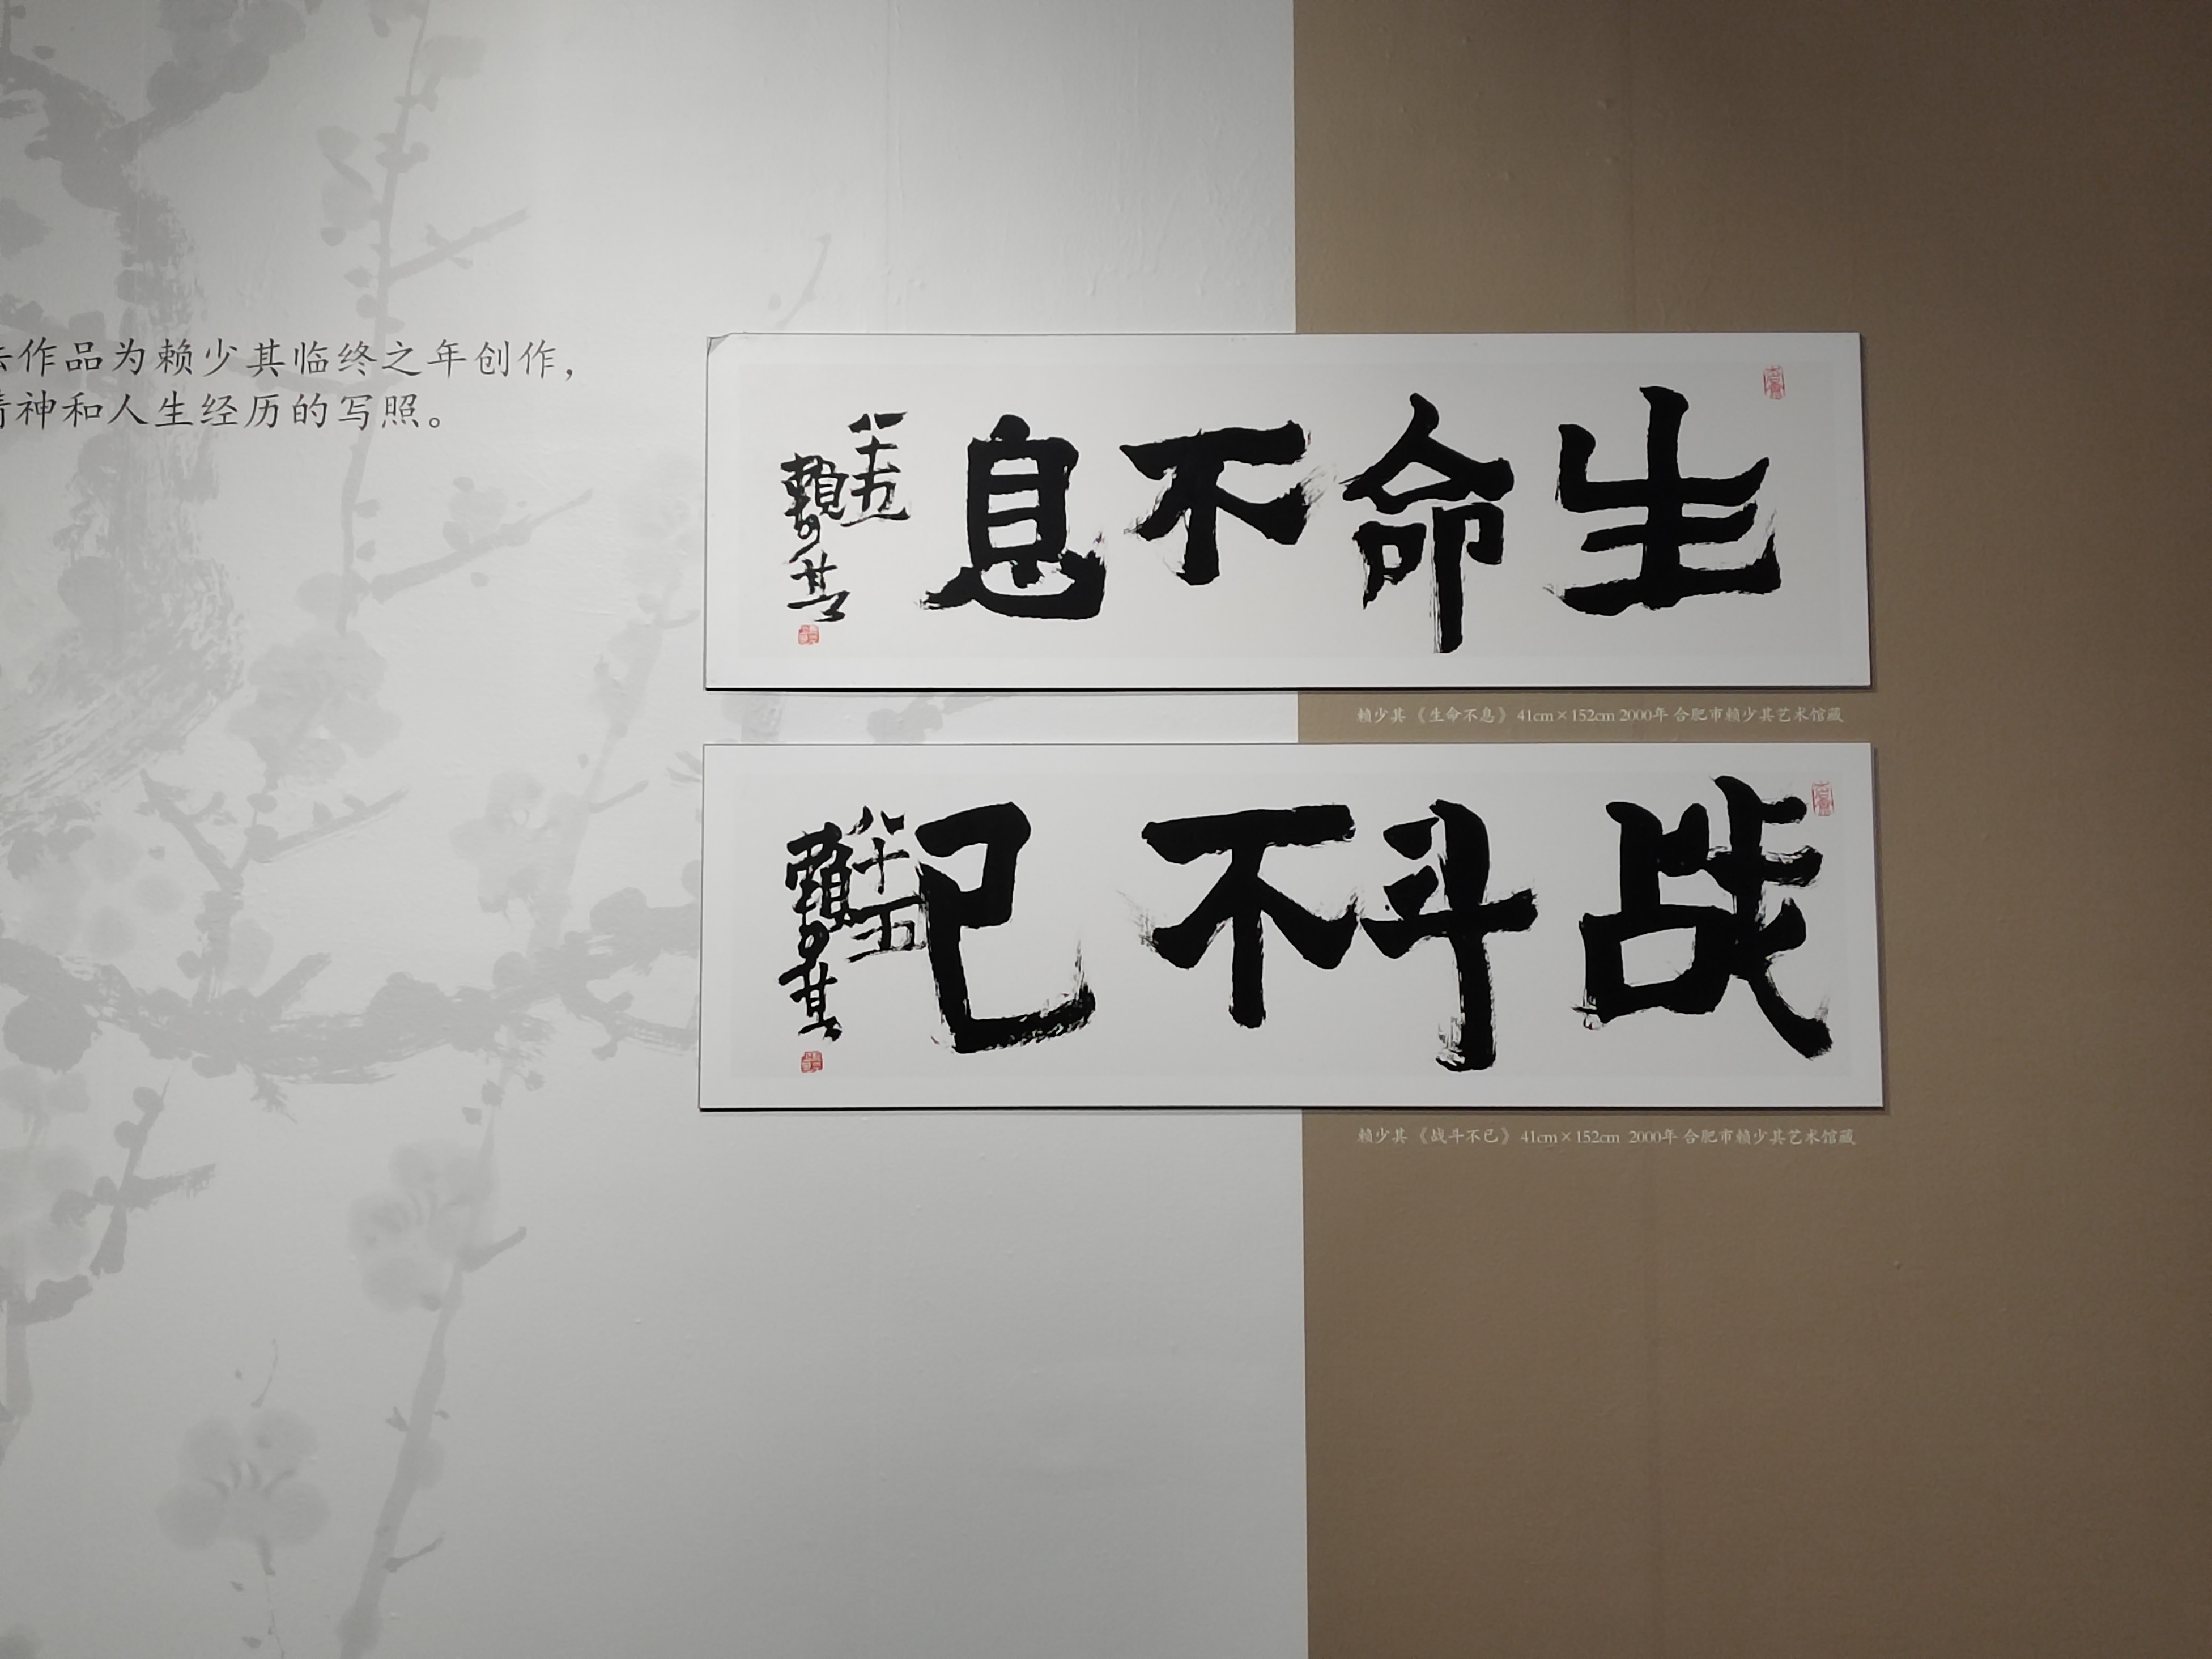 作品为赖少其临终之年创作，
神和人生经历的写照。
生命不息
八十五
赖少其
赖少其《生命不息》41cm×152cm 2000年 合肥市赖少其艺术馆藏
战斗不已
八十五
赖少其
赖少其《战斗不已》41cm×152cm 2000年 合肥市赖少其艺术馆藏